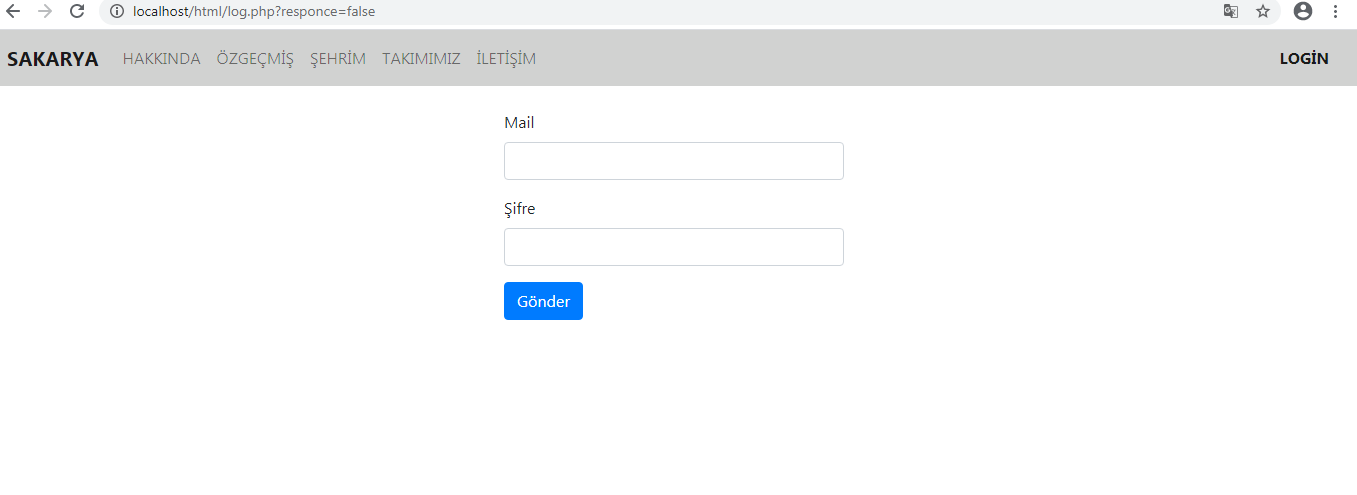 localhost/html/log.php?responce=false
SAKARYA HAKKINDA ÖZGEÇMİŞ ŞEHRİM TAKIMIMIZ İLETİŞİM LOGİN
Mail
Şifre
Gönder